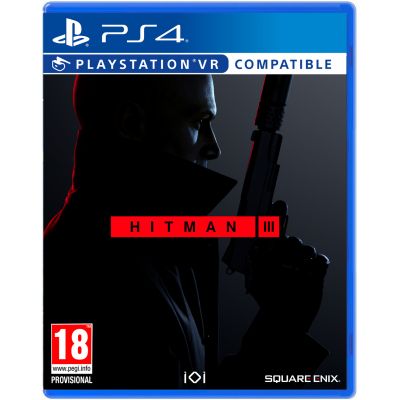 PS4
PLAYSTATION®VR COMPATIBLE
HITMAN III
18
www.pegi.info
PROVISIONAL
IOI
SQUARE ENIX.